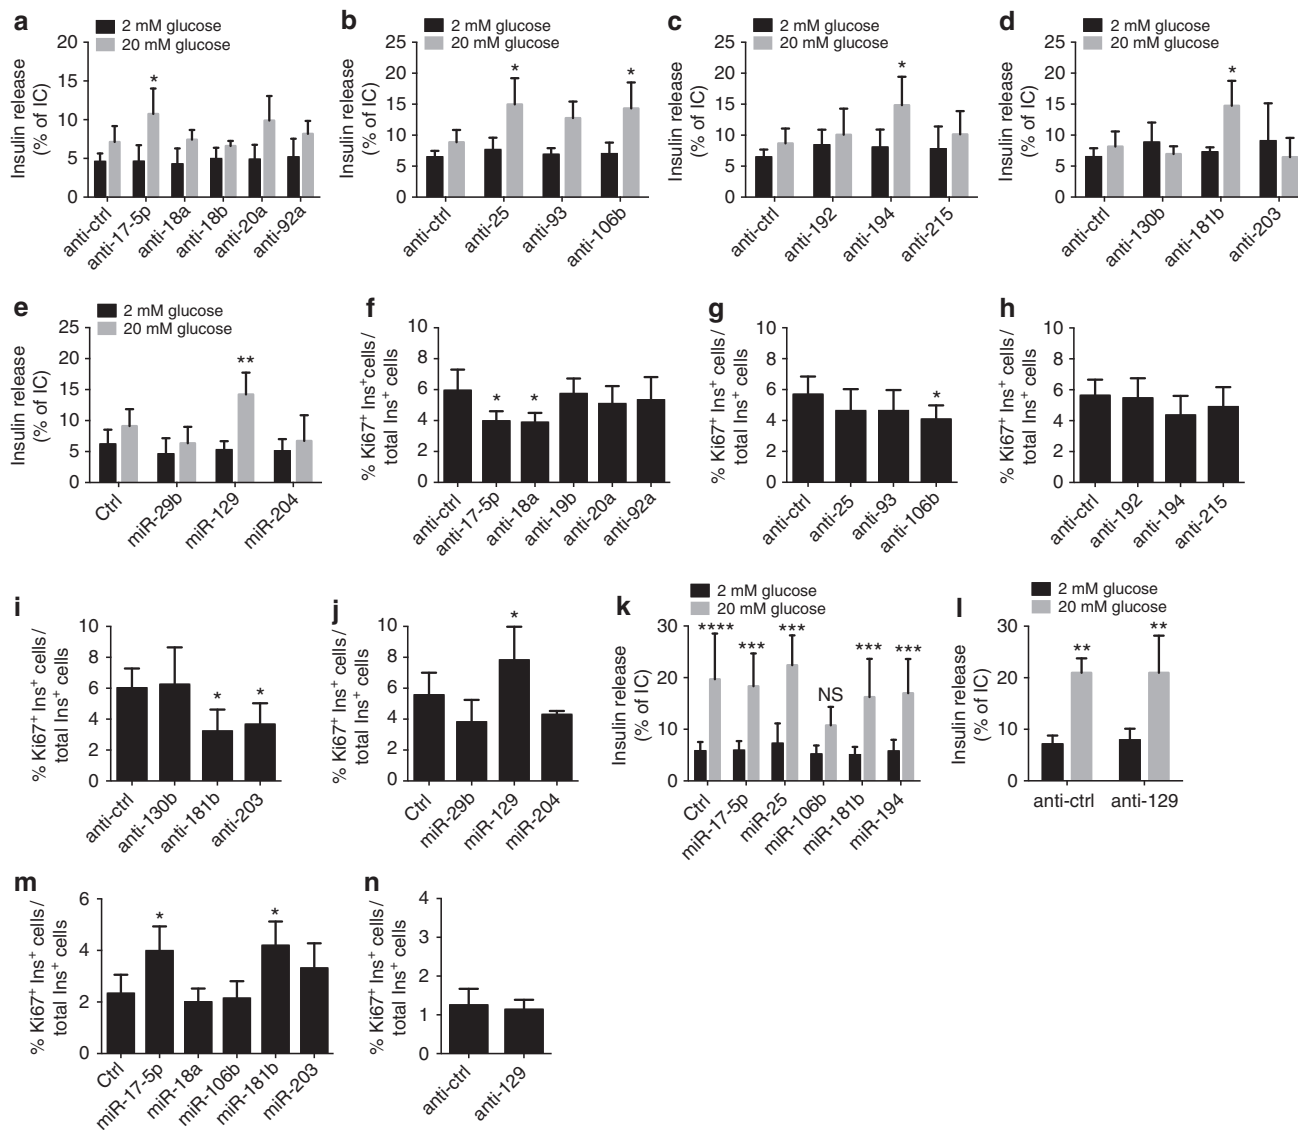 a
2 mM glucose
20 mM glucose
Insulin release
(% of IC)
20
15
10
5
0
*
anti-ctrl
anti-17-5p
anti-18a
anti-18b
anti-20a
anti-92a
b
2 mM glucose
20 mM glucose
Insulin release
(% of IC)
25
20
15
10
5
0
*
*
anti-ctrl
anti-25
anti-93
anti-106b
c
2 mM glucose
20 mM glucose
Insulin release
(% of IC)
25
20
15
10
5
0
*
anti-ctrl
anti-192
anti-194
anti-215
d
2 mM glucose
20 mM glucose
Insulin release
(% of IC)
25
20
15
10
5
0
*
anti-ctrl
anti-130b
anti-181b
anti-203
e
2 mM glucose
20 mM glucose
Insulin release
(% of IC)
25
20
15
10
5
0
**
Ctrl
miR-29b
miR-129
miR-204
f
% Ki67⁺ Ins⁺cells/
total Ins⁺ cells
10
8
6
4
2
0
*
*
anti-ctrl
anti-17-5p
anti-18a
anti-19b
anti-20a
anti-92a
g
% Ki67⁺ Ins⁺ cells/
total Ins⁺ cells
10
8
6
4
2
0
*
anti-ctrl
anti-25
anti-93
anti-106b
h
% Ki67⁺ Ins⁺ cells/
total Ins⁺ cells
10
8
6
4
2
0
anti-ctrl
anti-192
anti-194
anti-215
i
% Ki67⁺ Ins⁺ cells/
total Ins⁺ cells
10
8
6
4
2
0
*
*
anti-ctrl
anti-130b
anti-181b
anti-203
j
% Ki67⁺ Ins⁺ cells/
total Ins⁺ cells
10
8
6
4
2
0
*
Ctrl
miR-29b
miR-129
miR-204
k
2 mM glucose
20 mM glucose
Insulin release
(% of IC)
30
20
10
0
****
***
***
NS
***
***
Ctrl
miR-17-5p
miR-25
miR-106b
miR-181b
miR-194
l
2 mM glucose
20 mM glucose
Insulin release
(% of IC)
30
20
10
0
**
**
anti-ctrl
anti-129
m
% Ki67⁺ Ins⁺ cells/
total Ins⁺ cells
6
4
2
0
*
*
Ctrl
miR-17-5p
miR-18a
miR-106b
miR-181b
miR-203
n
% Ki67⁺ Ins⁺ cells/
total Ins⁺ cells
4
3
2
1
0
anti-ctrl
anti-129